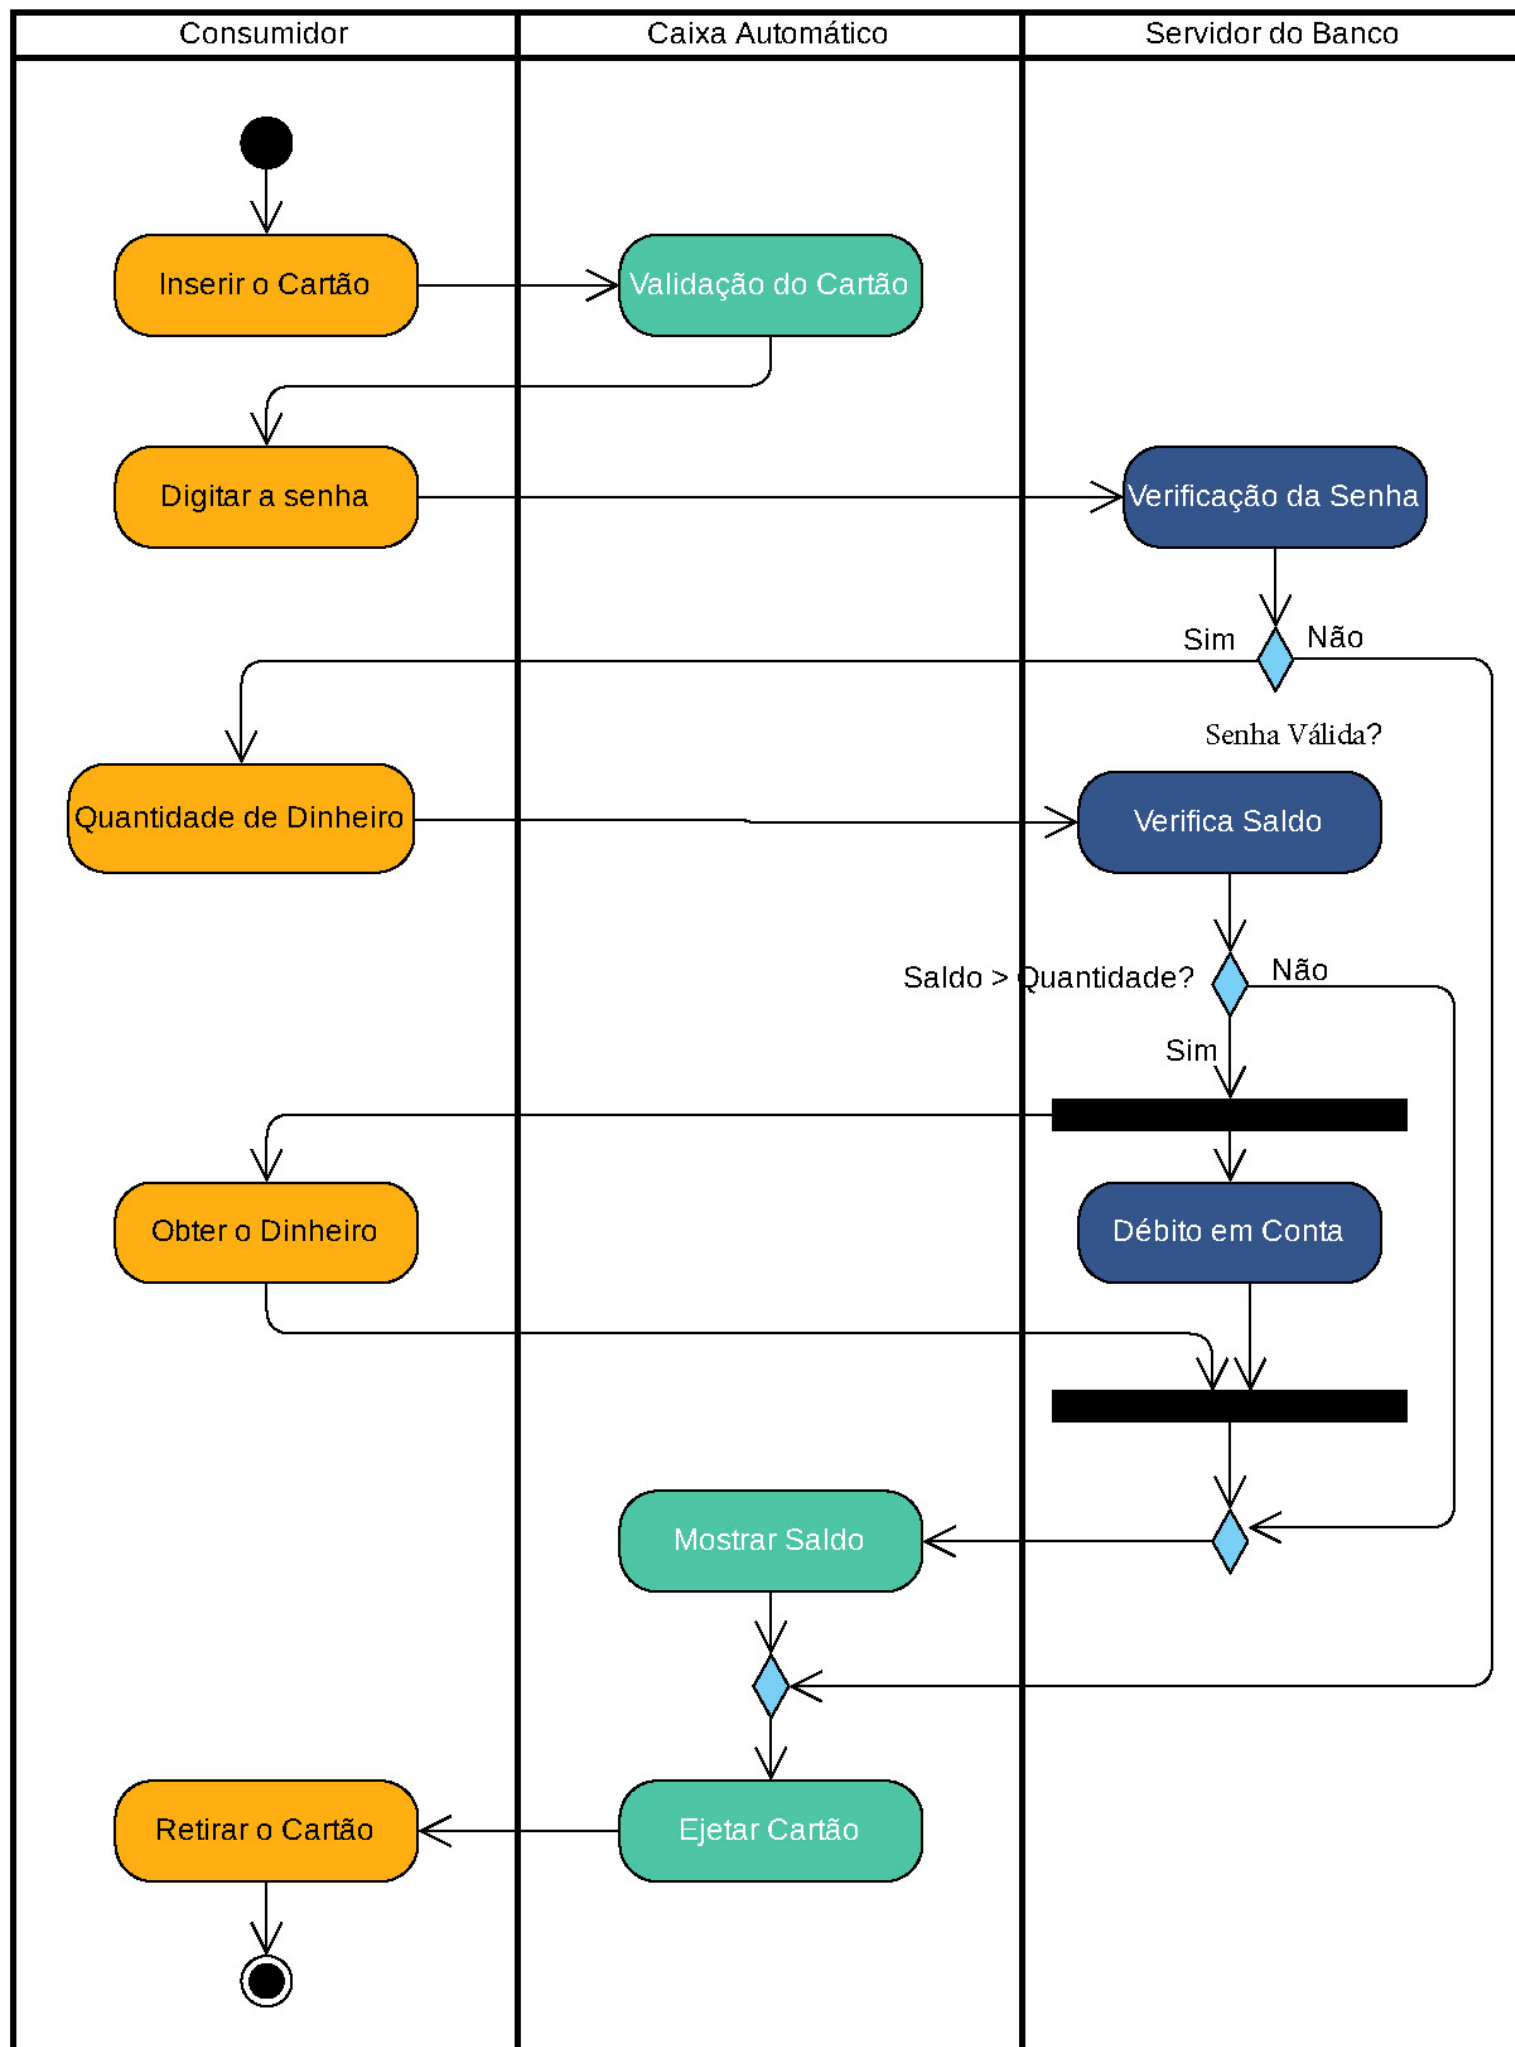 Consumidor
Caixa Automático
Servidor do Banco
Inserir o Cartão
Validação do Cartão
Digitar a senha
Verificação da Senha
Sim
Não
Senha Válida?
Quantidade de Dinheiro
Verifica Saldo
Saldo > Quantidade?
Não
Sim
Obter o Dinheiro
Débito em Conta
Mostrar Saldo
Retirar o Cartão
Ejetar Cartão